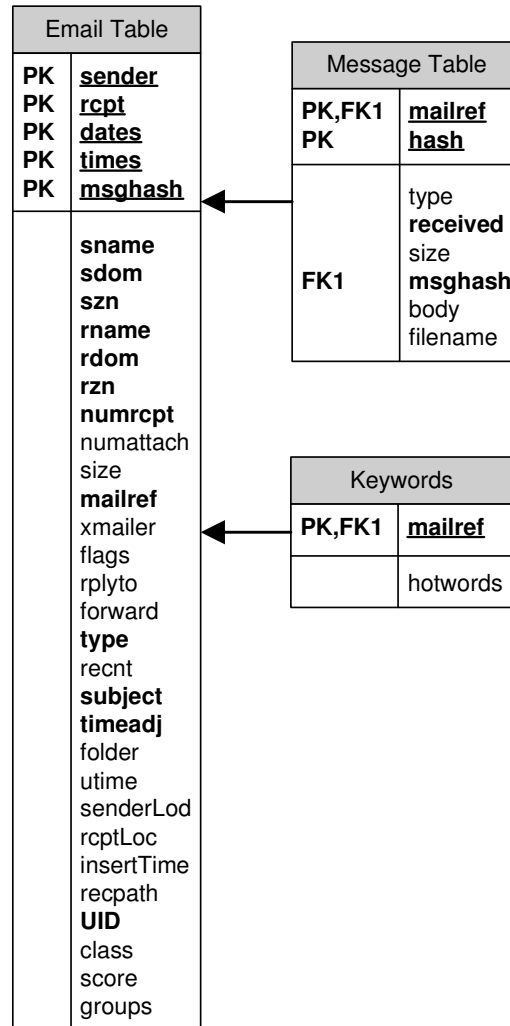 Email Table
PK sender
PK rcpt
PK dates
PK times
PK msghash
sname
sdom
szn
rname
rdom
rzn
numrcpt
numattach
size
mailref
xmailer
flags
rplyto
forward
type
recnt
subject
timeadj
folder
utime
senderLod
rcptLoc
insertTime
recpath
UID
class
score
groups
Message Table
PK,FK1 mailref
PK hash
type
received
size
FK1 msghash
body
filename
Keywords
PK,FK1 mailref
hotwords